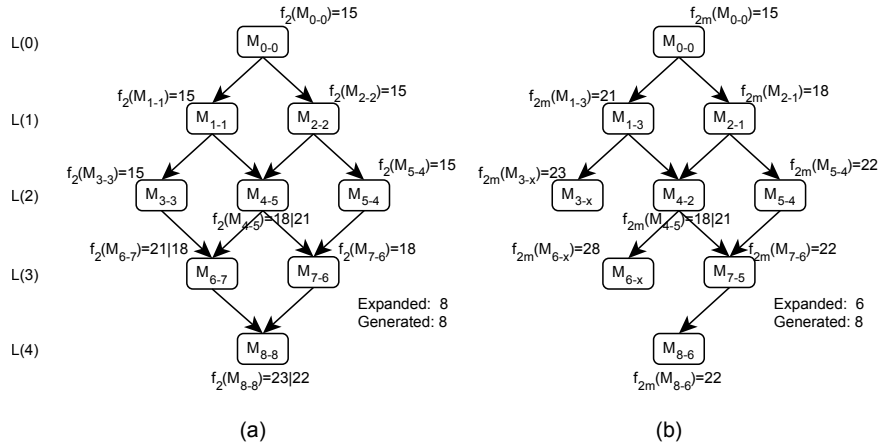 f2(M0-0)=15
f2m(M0-0)=15
L(0)
M0-0
M0-0
f2(M1-1)=15
f2(M2-2)=15
f2m(M1-3)=21
f2m(M2-1)=18
L(1)
M1-1
M2-2
M1-3
M2-1
f2(M3-3)=15
f2(M5-4)=15
f2m(M3-x)=23
f2m(M5-4)=22
L(2)
M3-3
M4-5
M5-4
M3-x
M4-2
M5-4
f2(M4-5)=18|21
f2m(M4-5)=18|21
f2(M6-7)=21|18
f2(M7-6)=18
f2m(M6-x)=28
f2m(M7-6)=22
L(3)
M6-7
M7-6
M6-x
M7-5
Expanded: 8
Generated: 8
Expanded: 6
Generated: 8
L(4)
M8-8
M8-6
f2(M8-8)=23|22
f2m(M8-6)=22
(a)
(b)